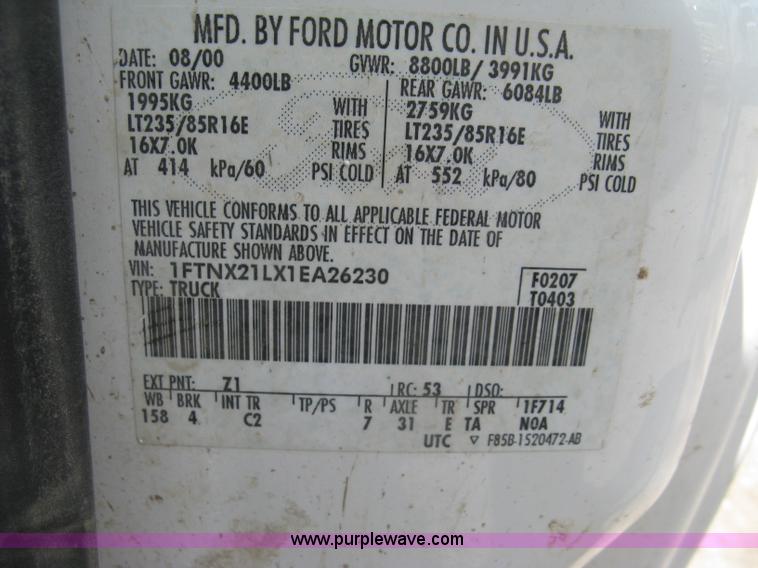 MFD. BY FORD MOTOR CO. IN U.S.A.
DATE: 08/00 GVWR: 8800LB/ 3991KG
FRONT GAWR: 4400LB REAR GAWR: 6084LB
1995KG WITH 2759KG WITH
LT235/85R16E TIRES LT235/85R16E TIRES
16X7.0K RIMS 16X7.0K RIMS
AT 414 kPa/60 PSI COLD AT 552 kPa/80 PSI COLD
THIS VEHICLE CONFORMS TO ALL APPLICABLE FEDERAL MOTOR
VEHICLE SAFETY STANDARDS IN EFFECT ON THE DATE OF
MANUFACTURE SHOWN ABOVE.
VIN: 1FTNX21LX1EA26230 F0207
TYPE: TRUCK T0403
EXT PNT: Z1 RC: 53 DSO:
WB BRK INT TR TP/PS R AXLE TR SPR 1F714
158 4 C2 7 31 E TA N0A
UTC ▽ F85B-1520472-AB
www.purplewave.com